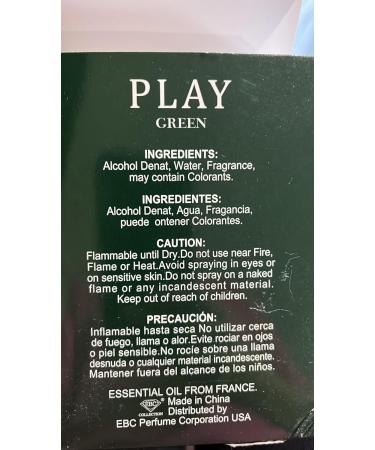 PLAY
GREEN
INGREDIENTS:
Alcohol Denat, Water, Fragrance,
may contain Colorants.
INGREDIENTES:
Alcohol Denat, Agua, Fragancia,
puede ontener Colorantes.
CAUTION:
Flammable until Dry.Do not use near Fire,
Flame or Heat.Avoid spraying in eyes or
on sensitive skin.Do not spray on a naked
flame or any incandescent material.
Keep out of reach of children.
PRECAUCIÓN:
Inflamable hasta seca No utilizar cerca
de fuego, llama o alor.Evite rociar en ojos
o piel sensible.No rocíe sobre una llama
desnuda o cualquier material incandescente.
Mantener fuera del alcance de los niños.
ESSENTIAL OIL FROM FRANCE.
EBC COLLECTION Made in China
Distributed by
EBC Perfume Corporation USA